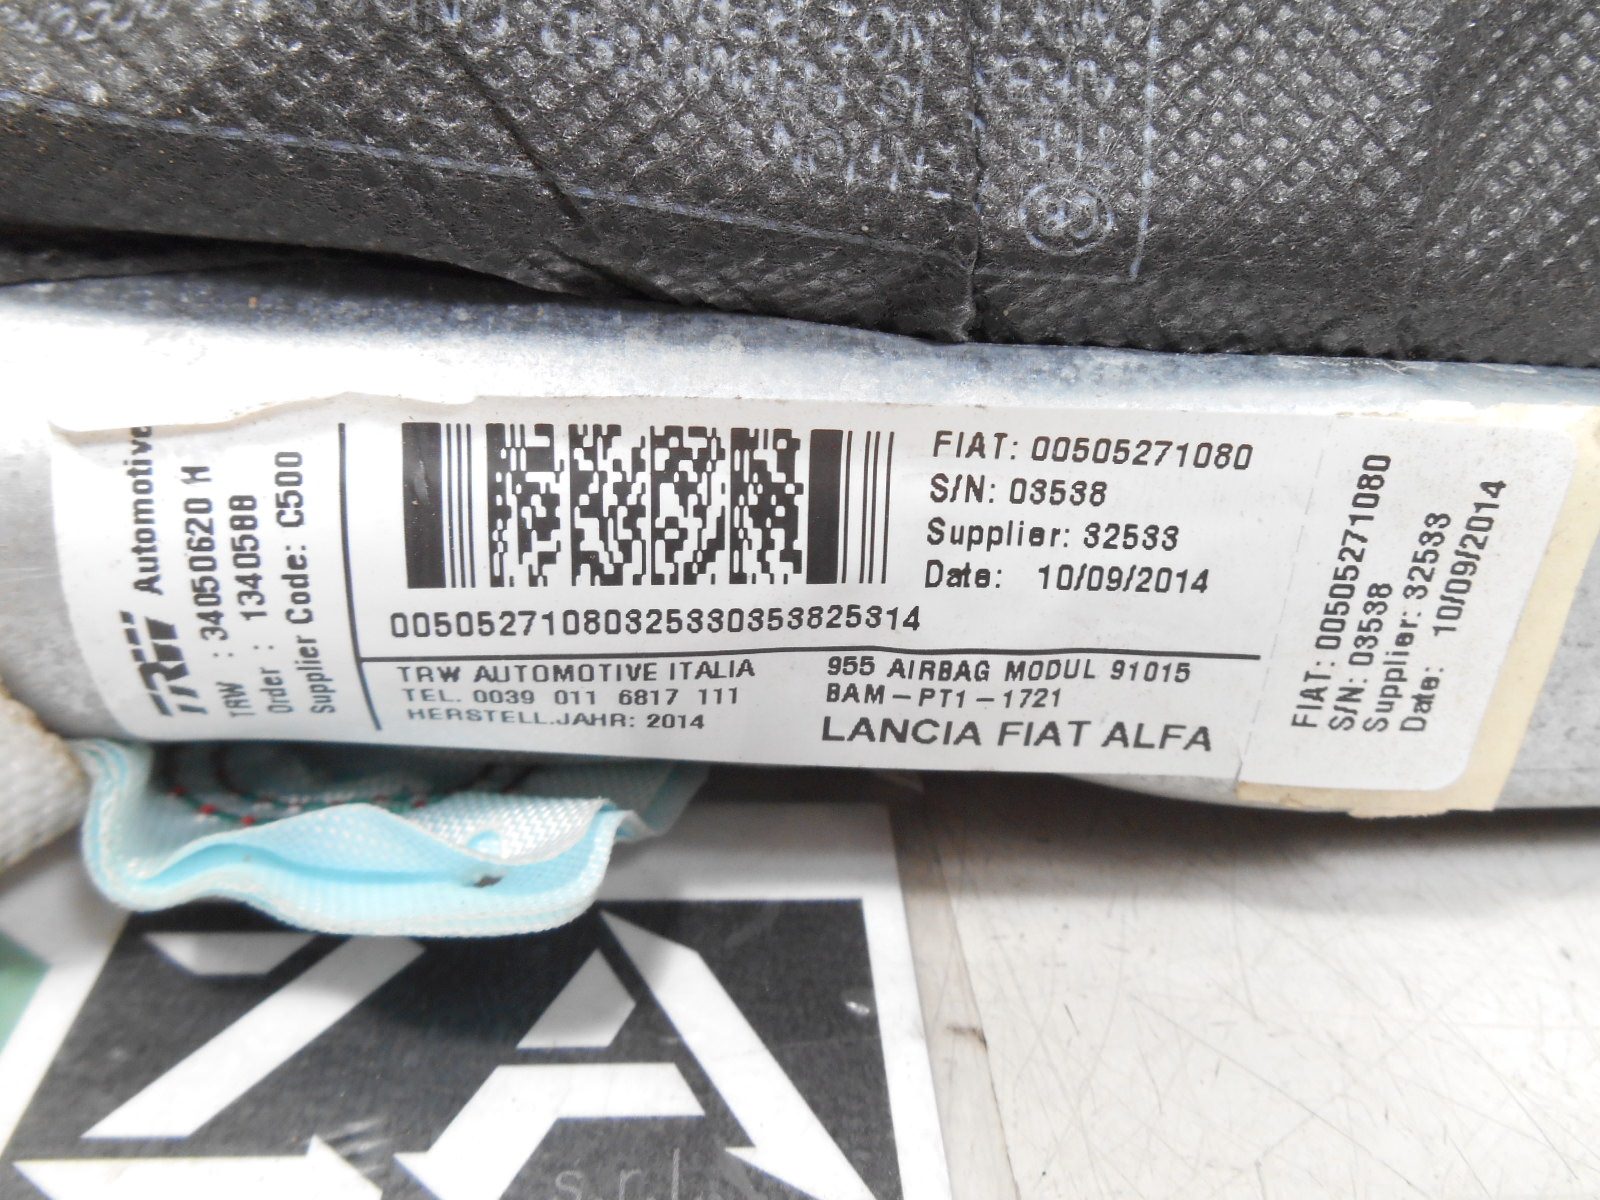 TRW Automotive
TRW : 34050620 H
Order : 1340588
Supplier Code: C500
FIAT: 00505271080
S/N: 03538
Supplier: 32533
Date: 10/09/2014
00505271080325330353825314
TRW AUTOMOTIVE ITALIA
TEL. 0039 011 6817 111
HERSTELL.JAHR: 2014
955 AIRBAG MODUL 91015
BAM-PT1-1721
LANCIA FIAT ALFA
FIAT: 00505271080
S/N: 03538
Supplier: 32533
Date: 10/09/2014
ZA
s.r.l.